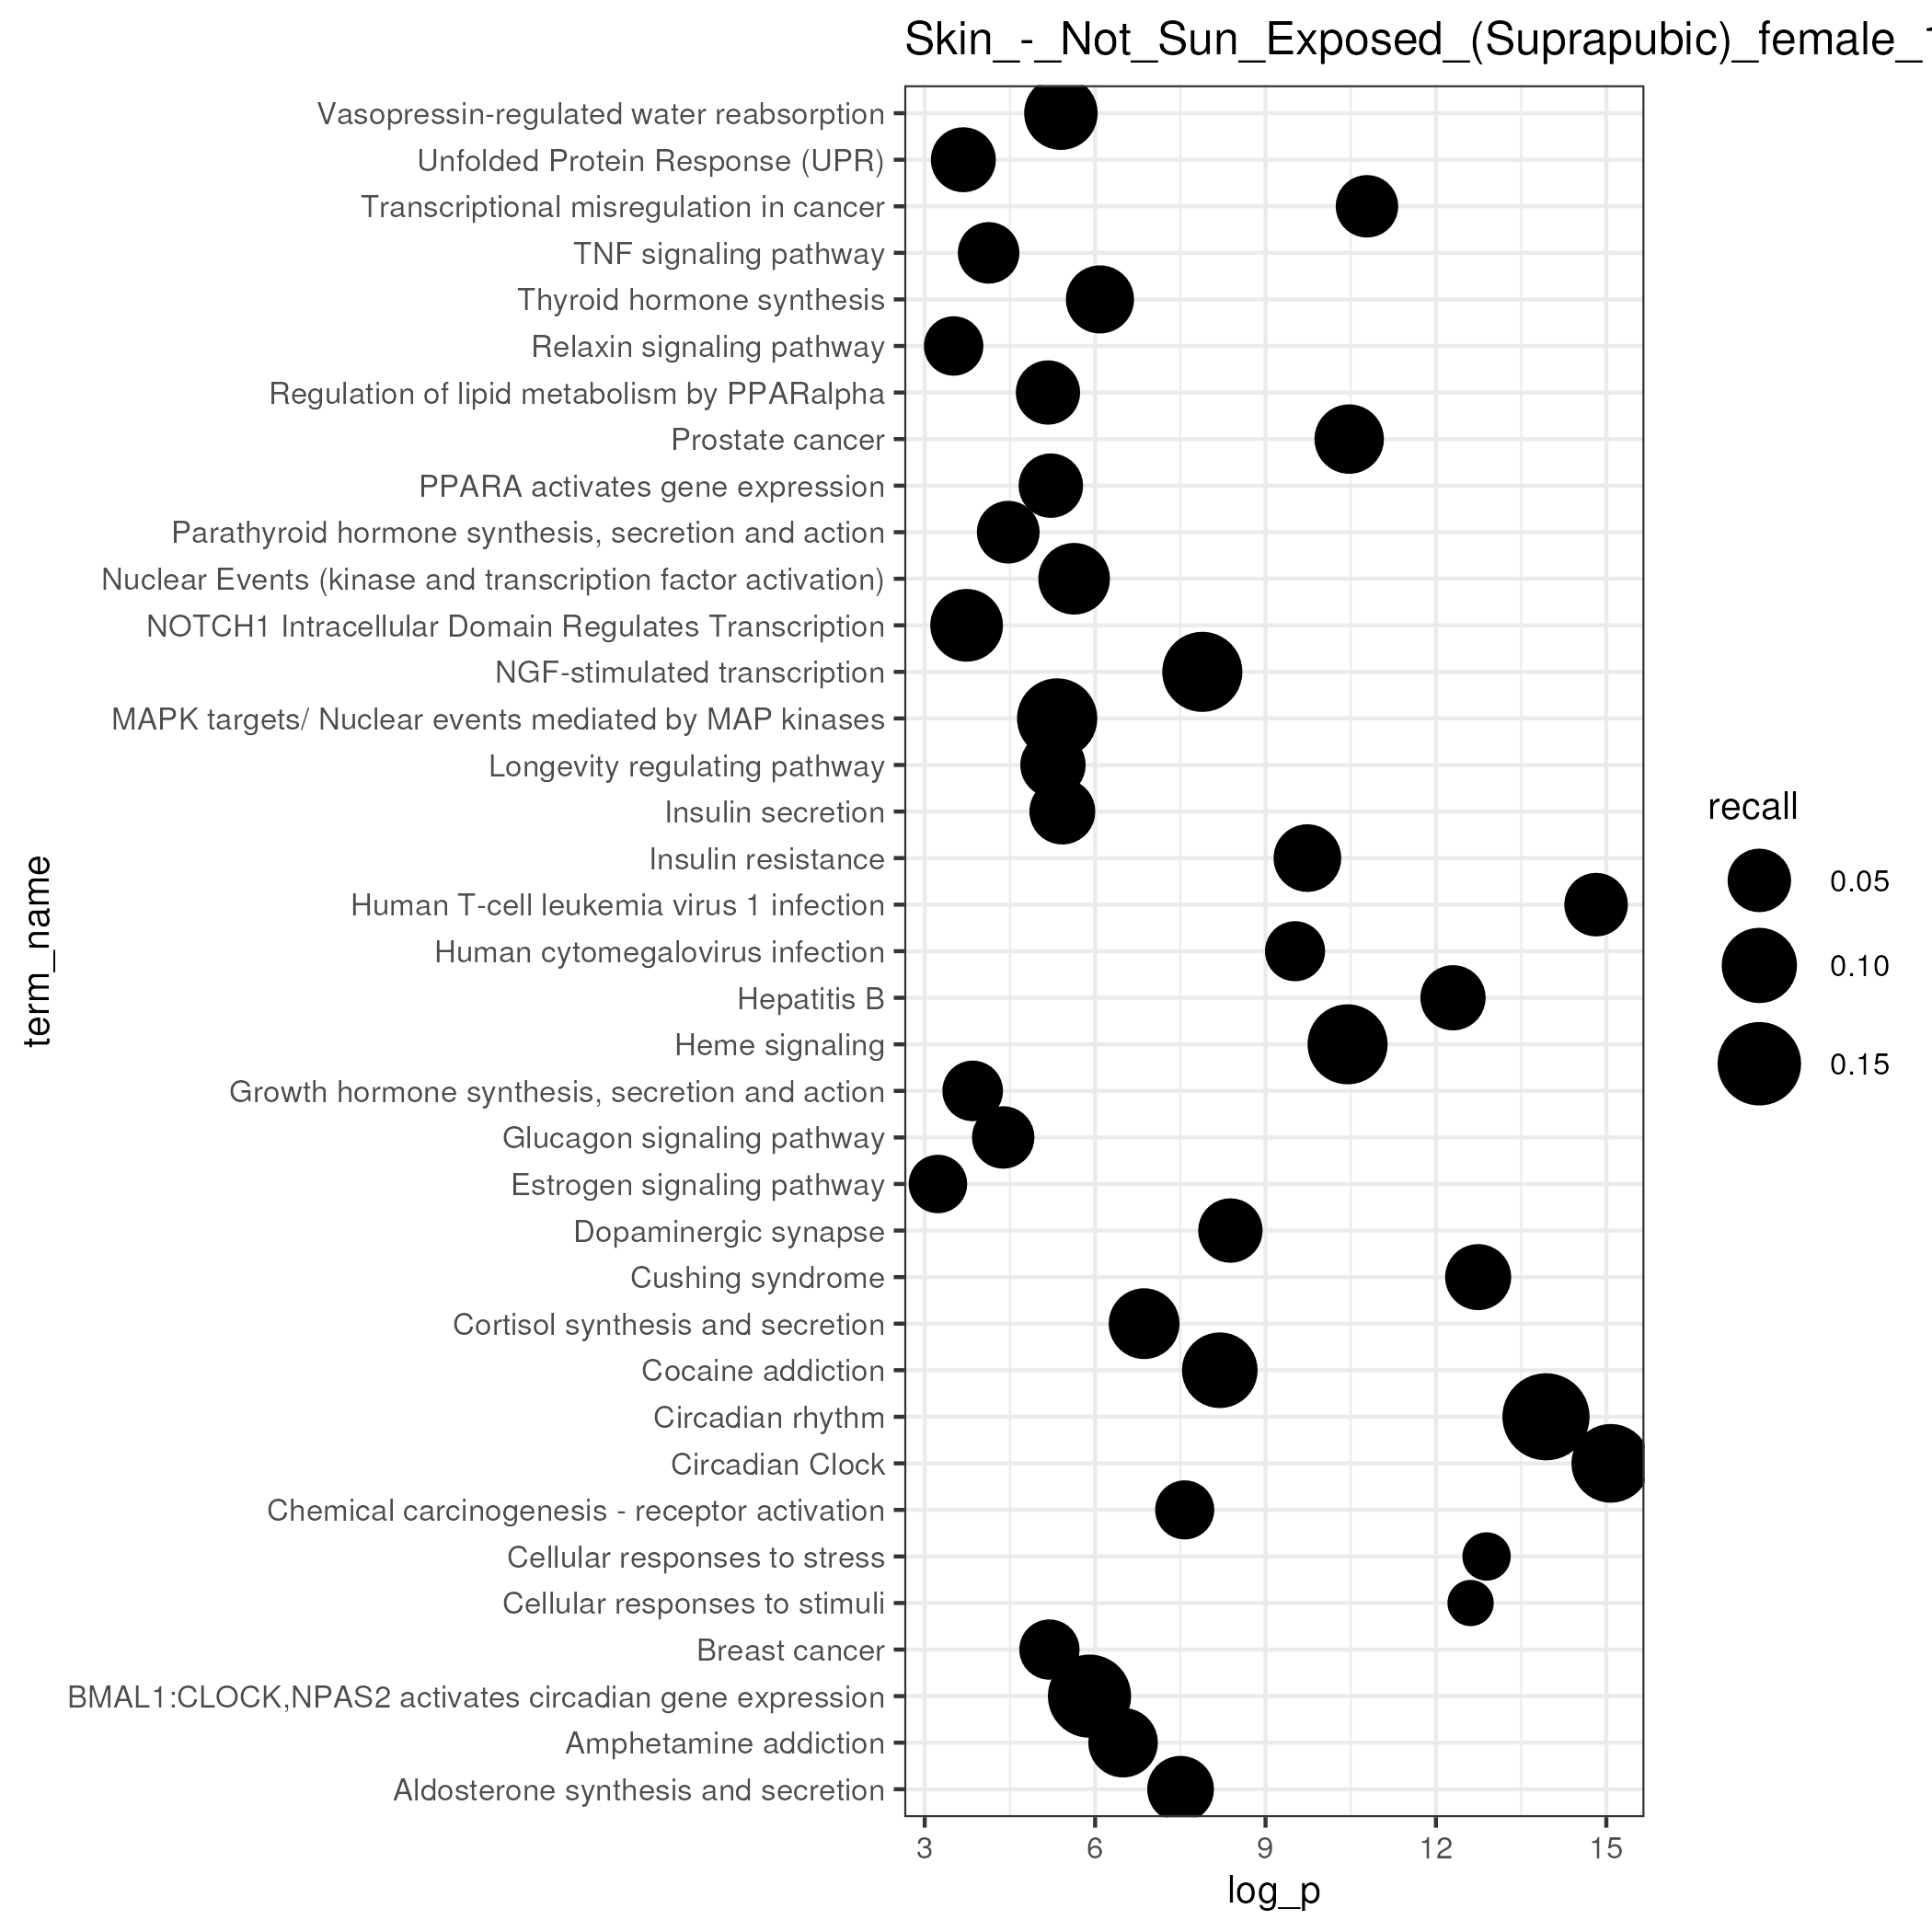 Skin_-_Not_Sun_Exposed_(Suprapubic)_female_
Vasopressin-regulated water reabsorption
Unfolded Protein Response (UPR)
Transcriptional misregulation in cancer
TNF signaling pathway
Thyroid hormone synthesis
Relaxin signaling pathway
Regulation of lipid metabolism by PPARalpha
Prostate cancer
PPARA activates gene expression
Parathyroid hormone synthesis, secretion and action
Nuclear Events (kinase and transcription factor activation)
NOTCH1 Intracellular Domain Regulates Transcription
NGF-stimulated transcription
MAPK targets/ Nuclear events mediated by MAP kinases
Longevity regulating pathway
Insulin secretion
Insulin resistance
Human T-cell leukemia virus 1 infection
Human cytomegalovirus infection
Hepatitis B
Heme signaling
Growth hormone synthesis, secretion and action
Glucagon signaling pathway
Estrogen signaling pathway
Dopaminergic synapse
Cushing syndrome
Cortisol synthesis and secretion
Cocaine addiction
Circadian rhythm
Circadian Clock
Chemical carcinogenesis - receptor activation
Cellular responses to stress
Cellular responses to stimuli
Breast cancer
BMAL1:CLOCK,NPAS2 activates circadian gene expression
Amphetamine addiction
Aldosterone synthesis and secretion
term_name
3 6 9 12 15
log_p
recall
0.05
0.10
0.15